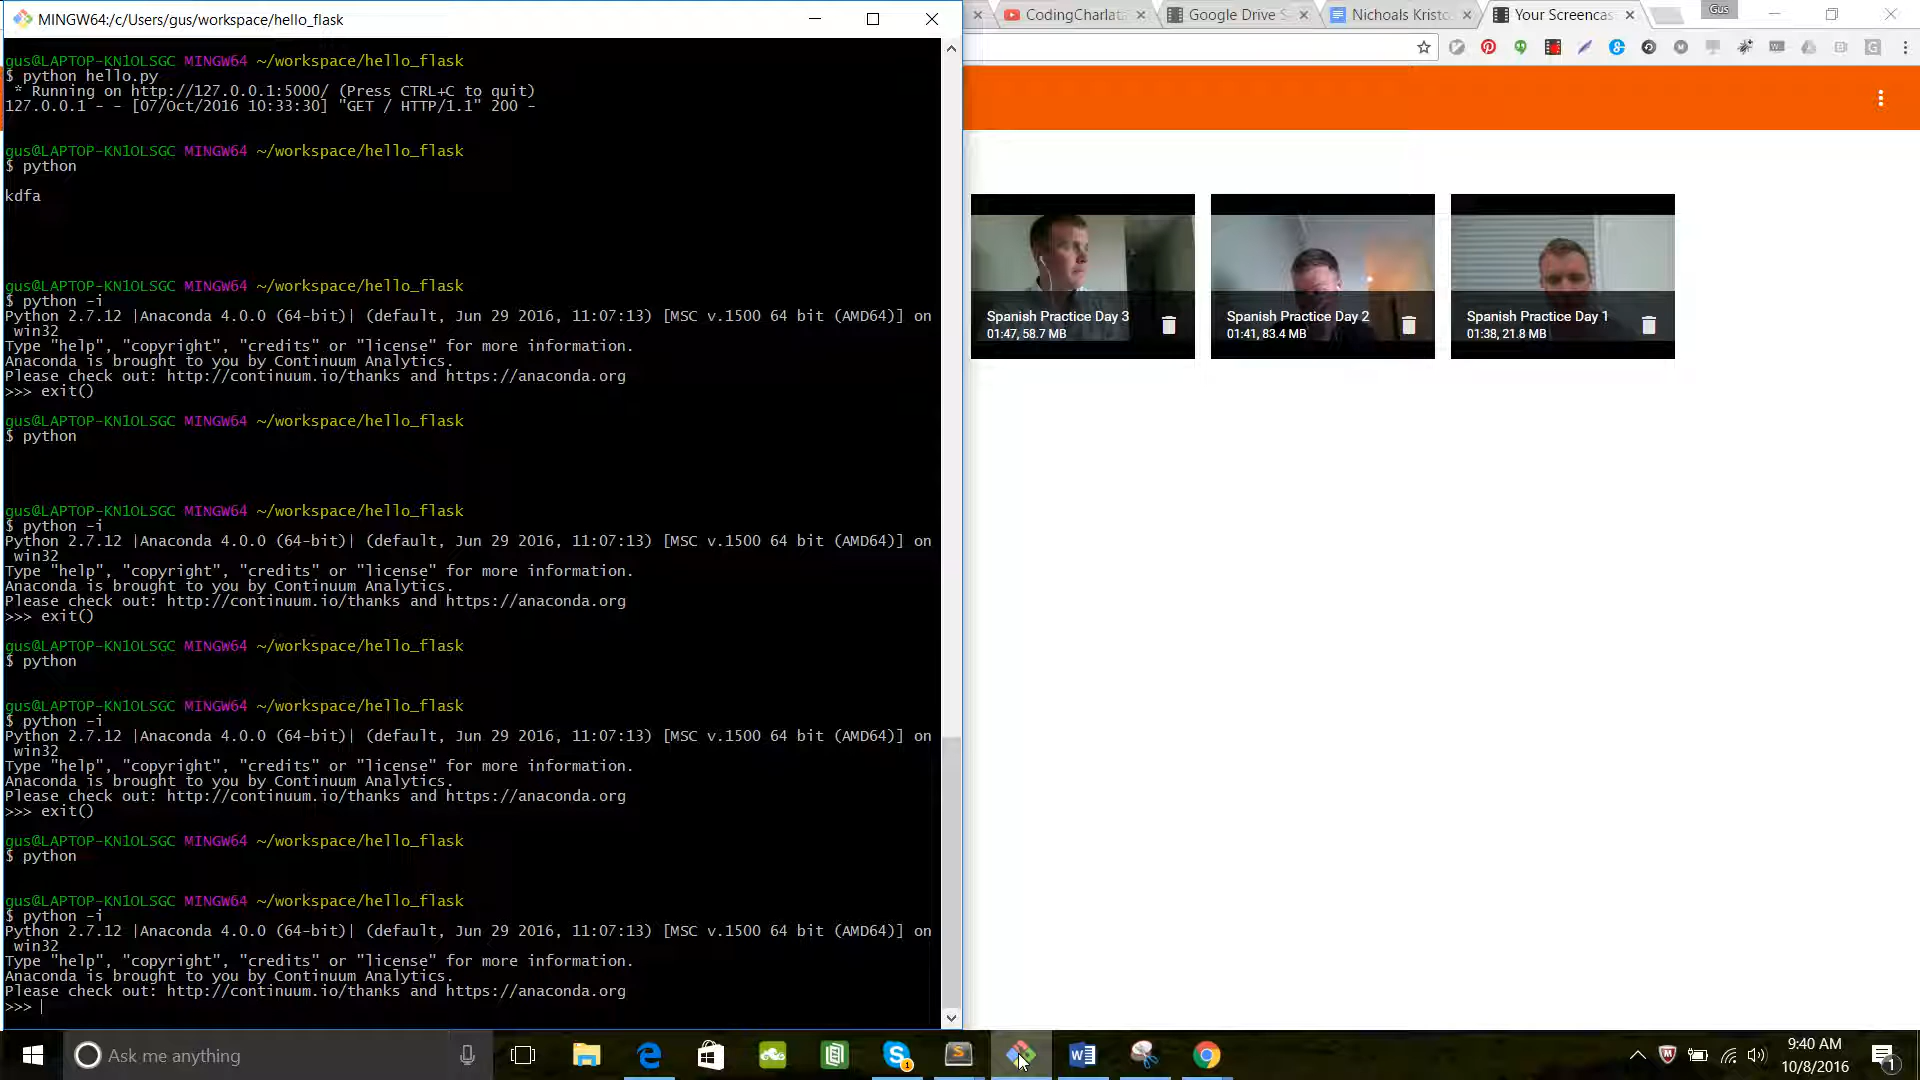 MINGW64:/c/Users/gus/workspace/hello_flask
gus@LAPTOP-KN1OLSGC MINGW64 ~/workspace/hello_flask
$ python hello.py
* Running on http://127.0.0.1:5000/ (Press CTRL+C to quit)
127.0.0.1 - - [07/Oct/2016 10:33:30] "GET / HTTP/1.1" 200 -
gus@LAPTOP-KN1OLSGC MINGW64 ~/workspace/hello_flask
$ python
kdfa
gus@LAPTOP-KN1OLSGC MINGW64 ~/workspace/hello_flask
$ python -i
Python 2.7.12 |Anaconda 4.0.0 (64-bit)| (default, Jun 29 2016, 11:07:13) [MSC v.1500 64 bit (AMD64)] on
win32
Type "help", "copyright", "credits" or "license" for more information.
Anaconda is brought to you by Continuum Analytics.
Please check out: http://continuum.io/thanks and https://anaconda.org
>>> exit()
gus@LAPTOP-KN1OLSGC MINGW64 ~/workspace/hello_flask
$ python
gus@LAPTOP-KN1OLSGC MINGW64 ~/workspace/hello_flask
$ python -i
Python 2.7.12 |Anaconda 4.0.0 (64-bit)| (default, Jun 29 2016, 11:07:13) [MSC v.1500 64 bit (AMD64)] on
win32
Type "help", "copyright", "credits" or "license" for more information.
Anaconda is brought to you by Continuum Analytics.
Please check out: http://continuum.io/thanks and https://anaconda.org
>>> exit()
gus@LAPTOP-KN1OLSGC MINGW64 ~/workspace/hello_flask
$ python
gus@LAPTOP-KN1OLSGC MINGW64 ~/workspace/hello_flask
$ python -i
Python 2.7.12 |Anaconda 4.0.0 (64-bit)| (default, Jun 29 2016, 11:07:13) [MSC v.1500 64 bit (AMD64)] on
win32
Type "help", "copyright", "credits" or "license" for more information.
Anaconda is brought to you by Continuum Analytics.
Please check out: http://continuum.io/thanks and https://anaconda.org
>>> exit()
gus@LAPTOP-KN1OLSGC MINGW64 ~/workspace/hello_flask
$ python
gus@LAPTOP-KN1OLSGC MINGW64 ~/workspace/hello_flask
$ python -i
Python 2.7.12 |Anaconda 4.0.0 (64-bit)| (default, Jun 29 2016, 11:07:13) [MSC v.1500 64 bit (AMD64)] on
win32
Type "help", "copyright", "credits" or "license" for more information.
Anaconda is brought to you by Continuum Analytics.
Please check out: http://continuum.io/thanks and https://anaconda.org
>>>
CodingCharlata Google Drive S Nichoals Kristo Your Screencas Gus
Spanish Practice Day 3
01:47, 58.7 MB
Spanish Practice Day 2
01:41, 83.4 MB
Spanish Practice Day 1
01:38, 21.8 MB
Ask me anything
9:40 AM
10/8/2016